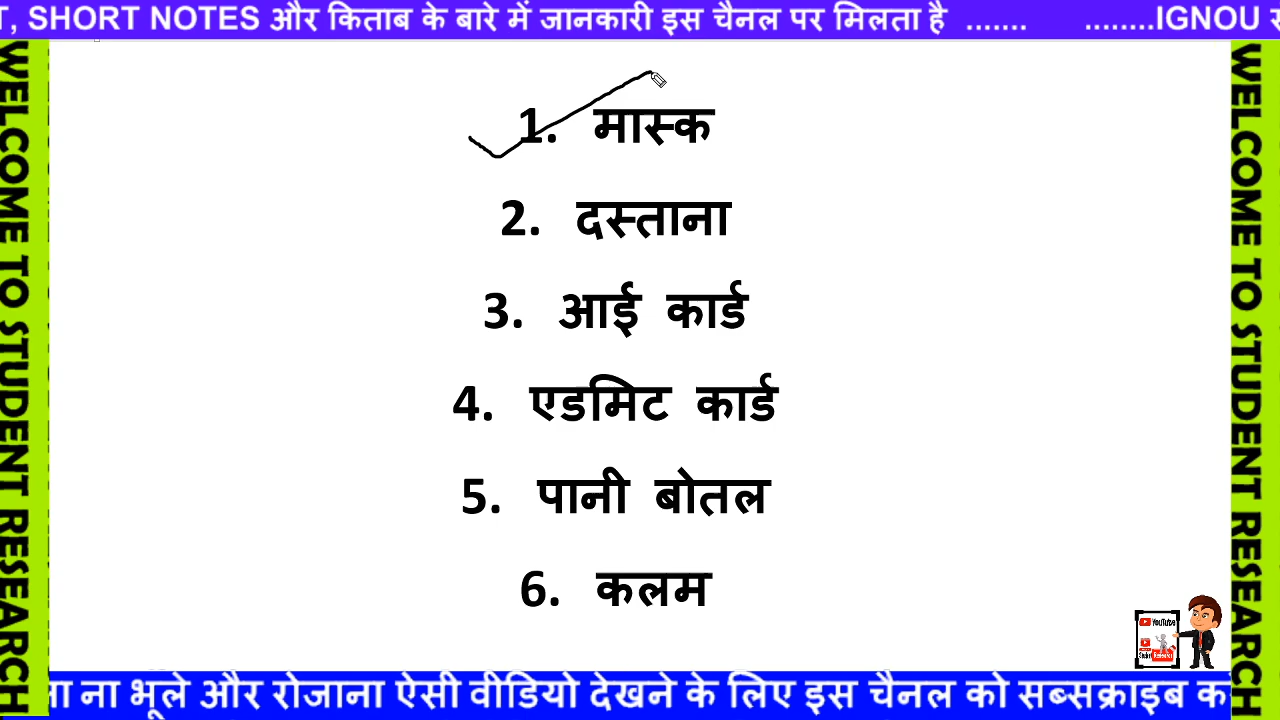 T, SHORT NOTES और किताब के बारे में जानकारी इस चैनल पर मिलता है ....... ........IGNOU
WELCOME TO STUDENT RESEARCH
1. मास्क
2. दस्ताना
3. आई कार्ड
4. एडमिट कार्ड
5. पानी बोतल
6. कलम
WELCOME TO STUDENT RESEARCH
YouTube
ना भूले और रोजाना ऐसी वीडियो देखने के लिए इस चैनल को सब्सक्राइब क